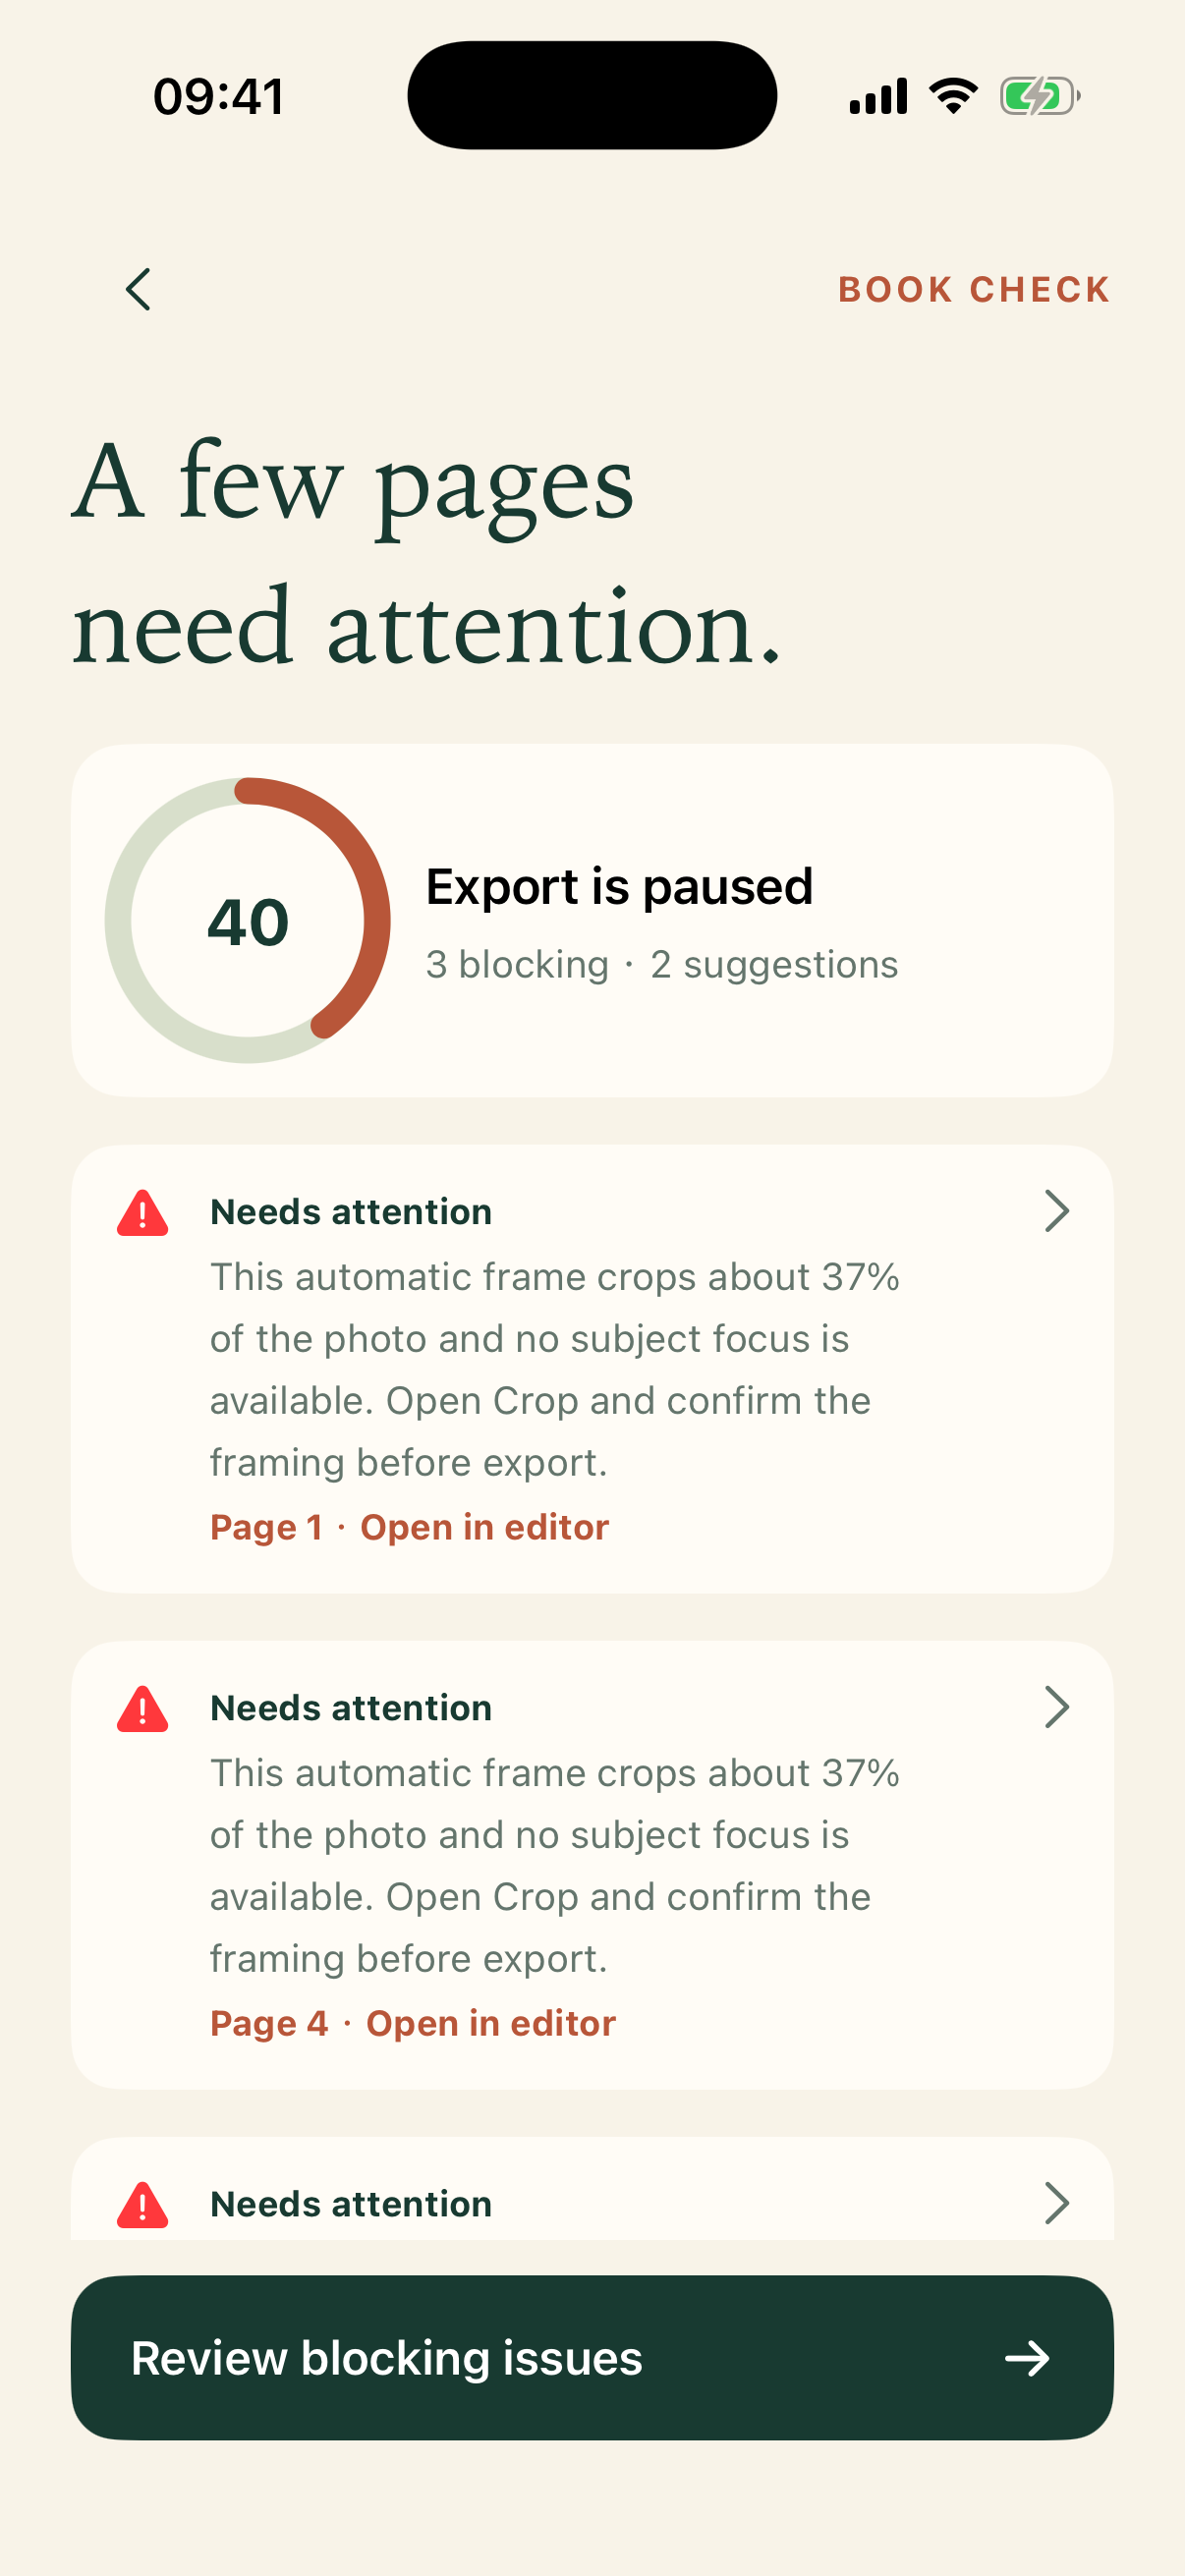 09:41
BOOK CHECK
A few pages
need attention.
40
Export is paused
3 blocking · 2 suggestions
Needs attention
This automatic frame crops about 37%
of the photo and no subject focus is
available. Open Crop and confirm the
framing before export.
Page 1 · Open in editor
Needs attention
This automatic frame crops about 37%
of the photo and no subject focus is
available. Open Crop and confirm the
framing before export.
Page 4 · Open in editor
Needs attention
Review blocking issues